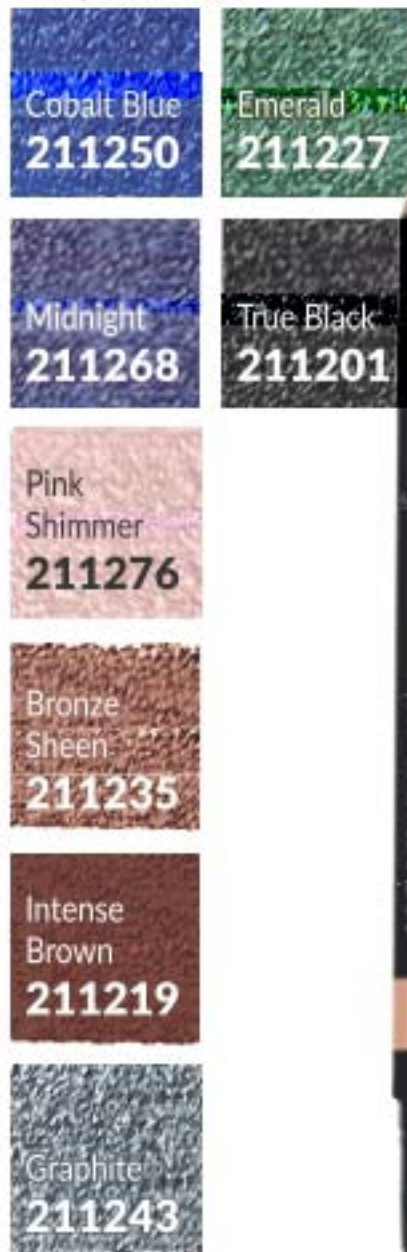 Cobalt Blue
211250
Emerald
211227
Midnight
211268
True Black
211201
Pink
Shimmer
211276
Bronze
Sheen
211235
Intense
Brown
211219
Graphite
211243